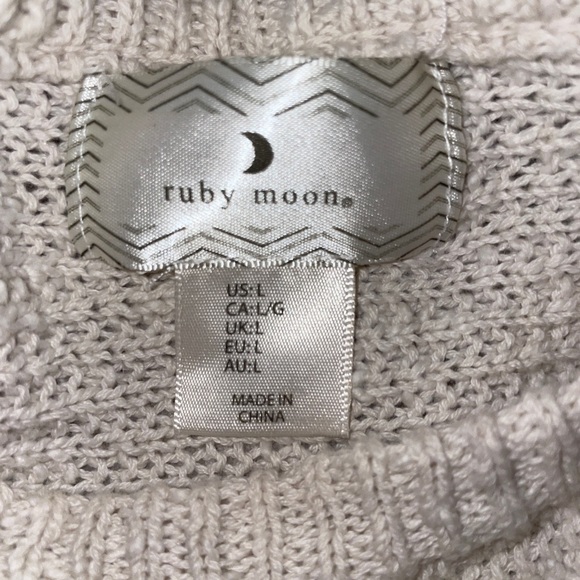 ruby moon®
US: L
CA: L/G
UK: L
EU: L
AU: L
MADE IN
CHINA